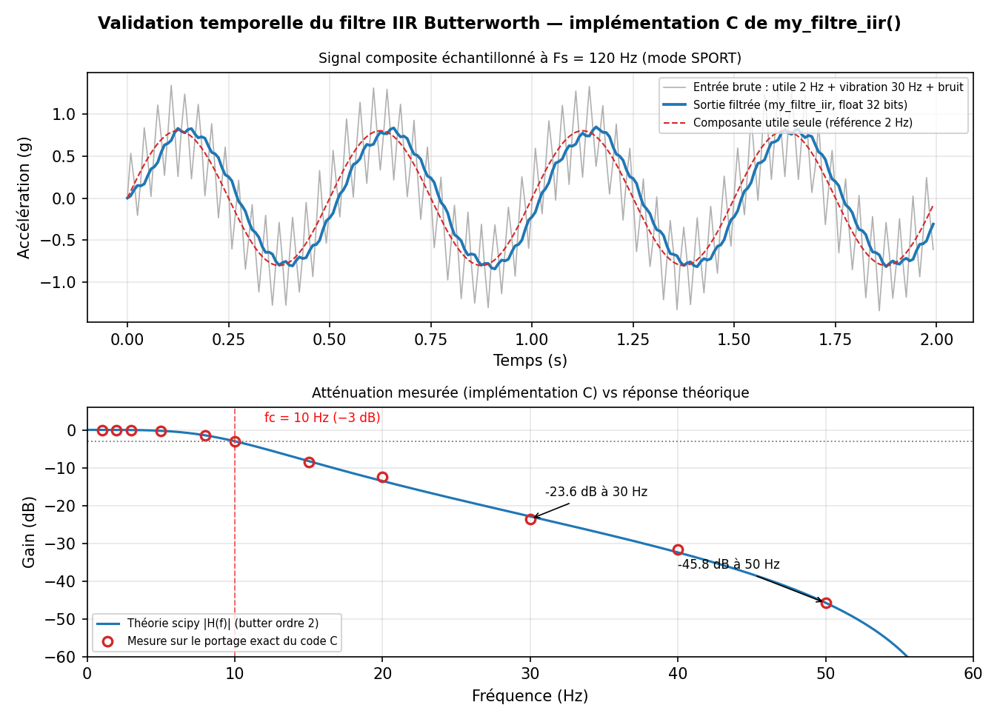 Validation temporelle du filtre IIR Butterworth — implémentation C de my_filtre_iir()
Signal composite échantillonné à Fs = 120 Hz (mode SPORT)
Entrée brute : utile 2 Hz + vibration 30 Hz + bruit
Sortie filtrée (my_filtre_iir, float 32 bits)
Composante utile seule (référence 2 Hz)
Accélération (g)
1.0
0.5
0.0
−0.5
−1.0
0.00 0.25 0.50 0.75 1.00 1.25 1.50 1.75 2.00
Temps (s)
Atténuation mesurée (implémentation C) vs réponse théorique
fc = 10 Hz (−3 dB)
-23.6 dB à 30 Hz
-45.8 dB à 50 Hz
Gain (dB)
0
−10
−20
−30
−40
−50
−60
Théorie scipy |H(f)| (butter ordre 2)
Mesure sur le portage exact du code C
0 10 20 30 40 50 60
Fréquence (Hz)